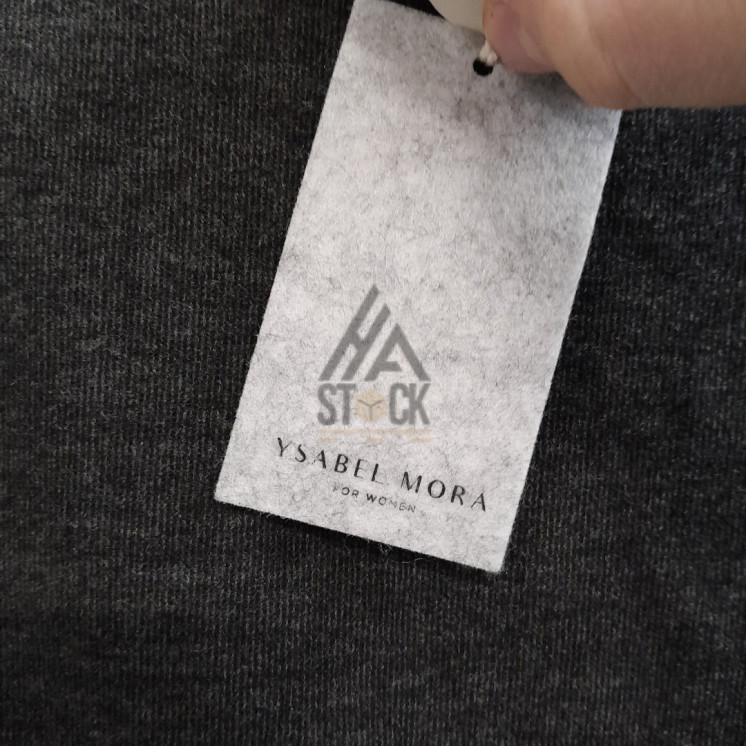 HA
STOCK
YSABEL MORA
FOR WOMEN